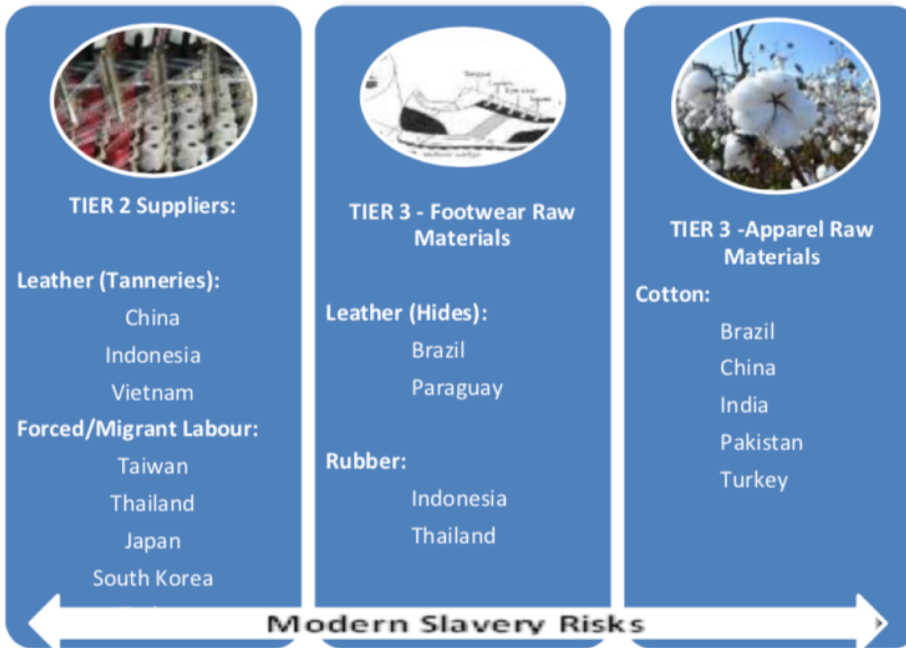 TIER 2 Suppliers:
Leather (Tanneries):
China
Indonesia
Vietnam
Forced/Migrant Labour:
Taiwan
Thailand
Japan
South Korea
TIER 3 - Footwear Raw
Materials
Leather (Hides):
Brazil
Paraguay
Rubber:
Indonesia
Thailand
TIER 3 -Apparel Raw
Materials
Cotton:
Brazil
China
India
Pakistan
Turkey
Modern Slavery Risks